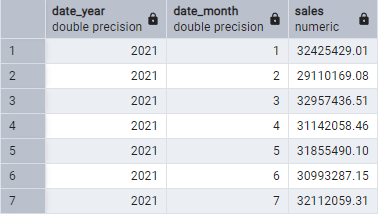 date_year date_month sales
double precision double precision numeric
1 2021 1 32425429.01
2 2021 2 29110169.08
3 2021 3 32957436.51
4 2021 4 31142058.46
5 2021 5 31855490.10
6 2021 6 30993287.15
7 2021 7 32112059.31